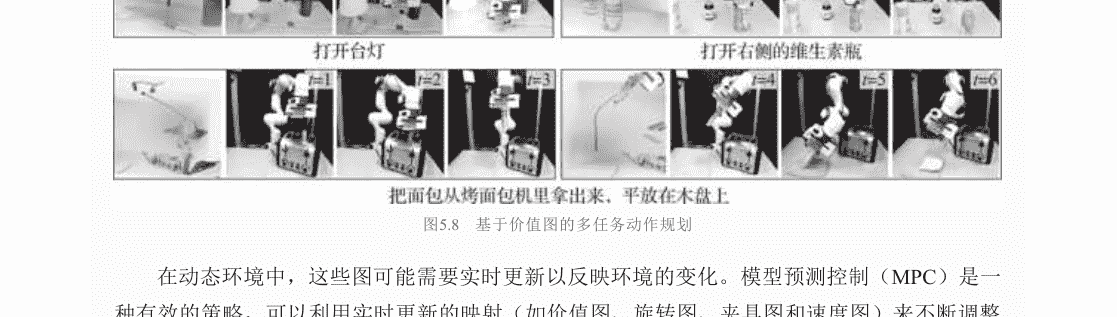 打开台灯
打开右侧的维生素瓶
t=1
t=2
t=3
t=4
t=5
t=6
把面包从烤面包机里拿出来、平放在木盘上
图5.8 基于价值图的多任务动作规划
在动态环境中，这些图可能需要实时更新以反映环境的变化。模型预测控制（MPC）是一
种有效的策略，可以利用实时更新的映射（如价值图、旋转图、夹具图和速度图）来不断调整